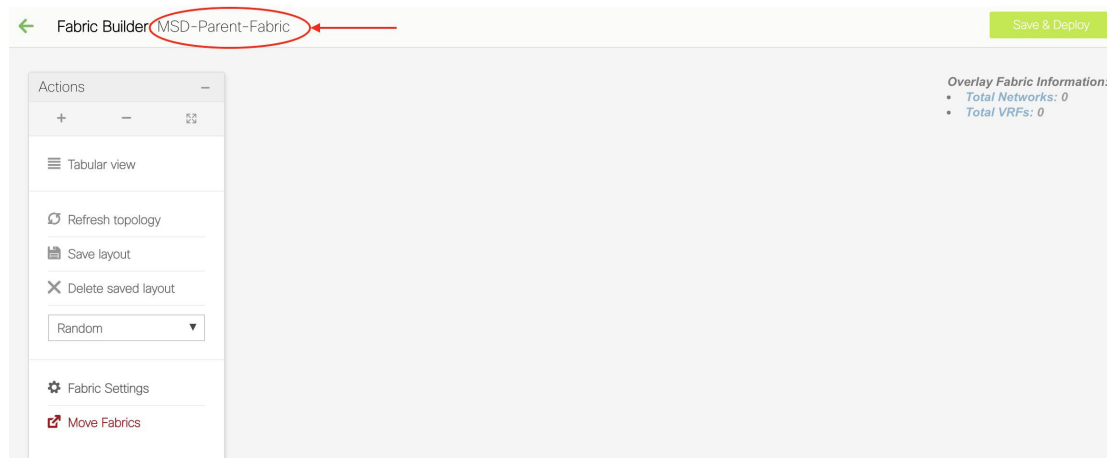 Fabric Builder: MSD-Parent-Fabric
Save & Deploy
Actions
Overlay Fabric Information:
Total Networks: 0
Total VRFs: 0
Tabular view
Refresh topology
Save layout
Delete saved layout
Random
Fabric Settings
Move Fabrics